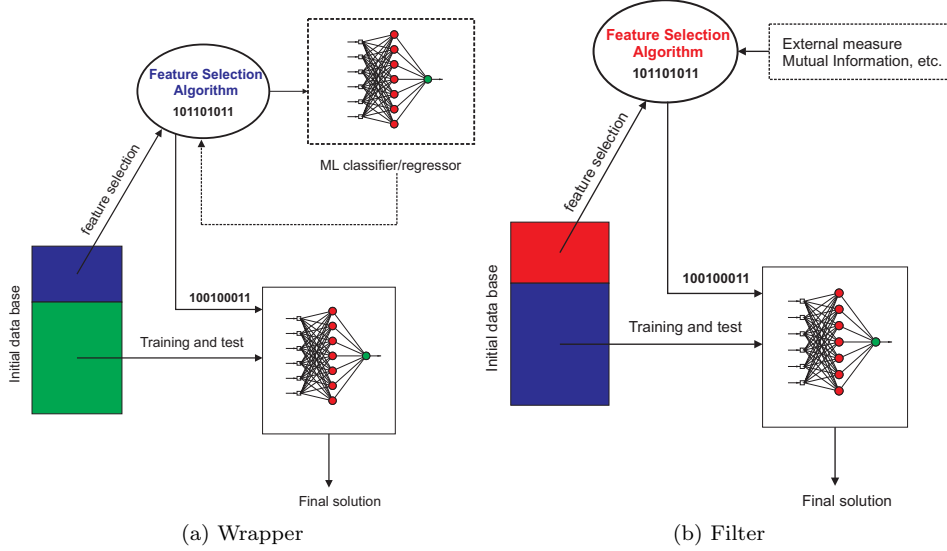 Feature Selection
Algorithm
101101011
ML classifier/regressor
feature selection
Initial data base
100100011
Training and test
Final solution
(a) Wrapper
Feature Selection
Algorithm
101101011
External measure
Mutual Information, etc.
feature selection
Initial data base
100100011
Training and test
Final solution
(b) Filter